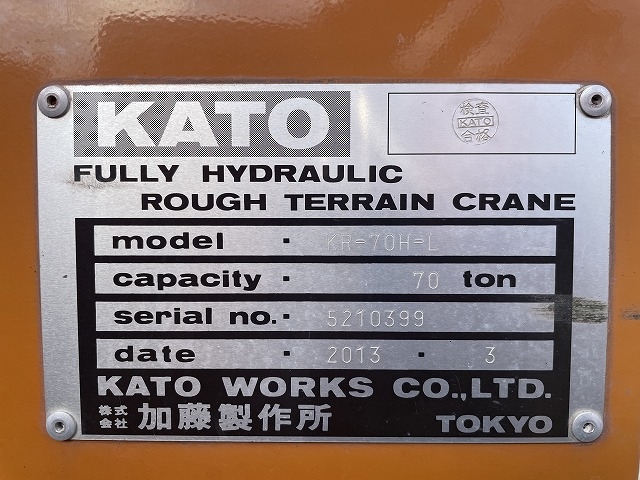 KATO
検査
KATO
合格
FULLY HYDRAULIC
ROUGH TERRAIN CRANE
model · KR=70H=L
capacity · 70 ton
serial no.· 5210399
date · 2013 · 3
KATO WORKS CO.,LTD.
株式会社 加藤製作所 TOKYO